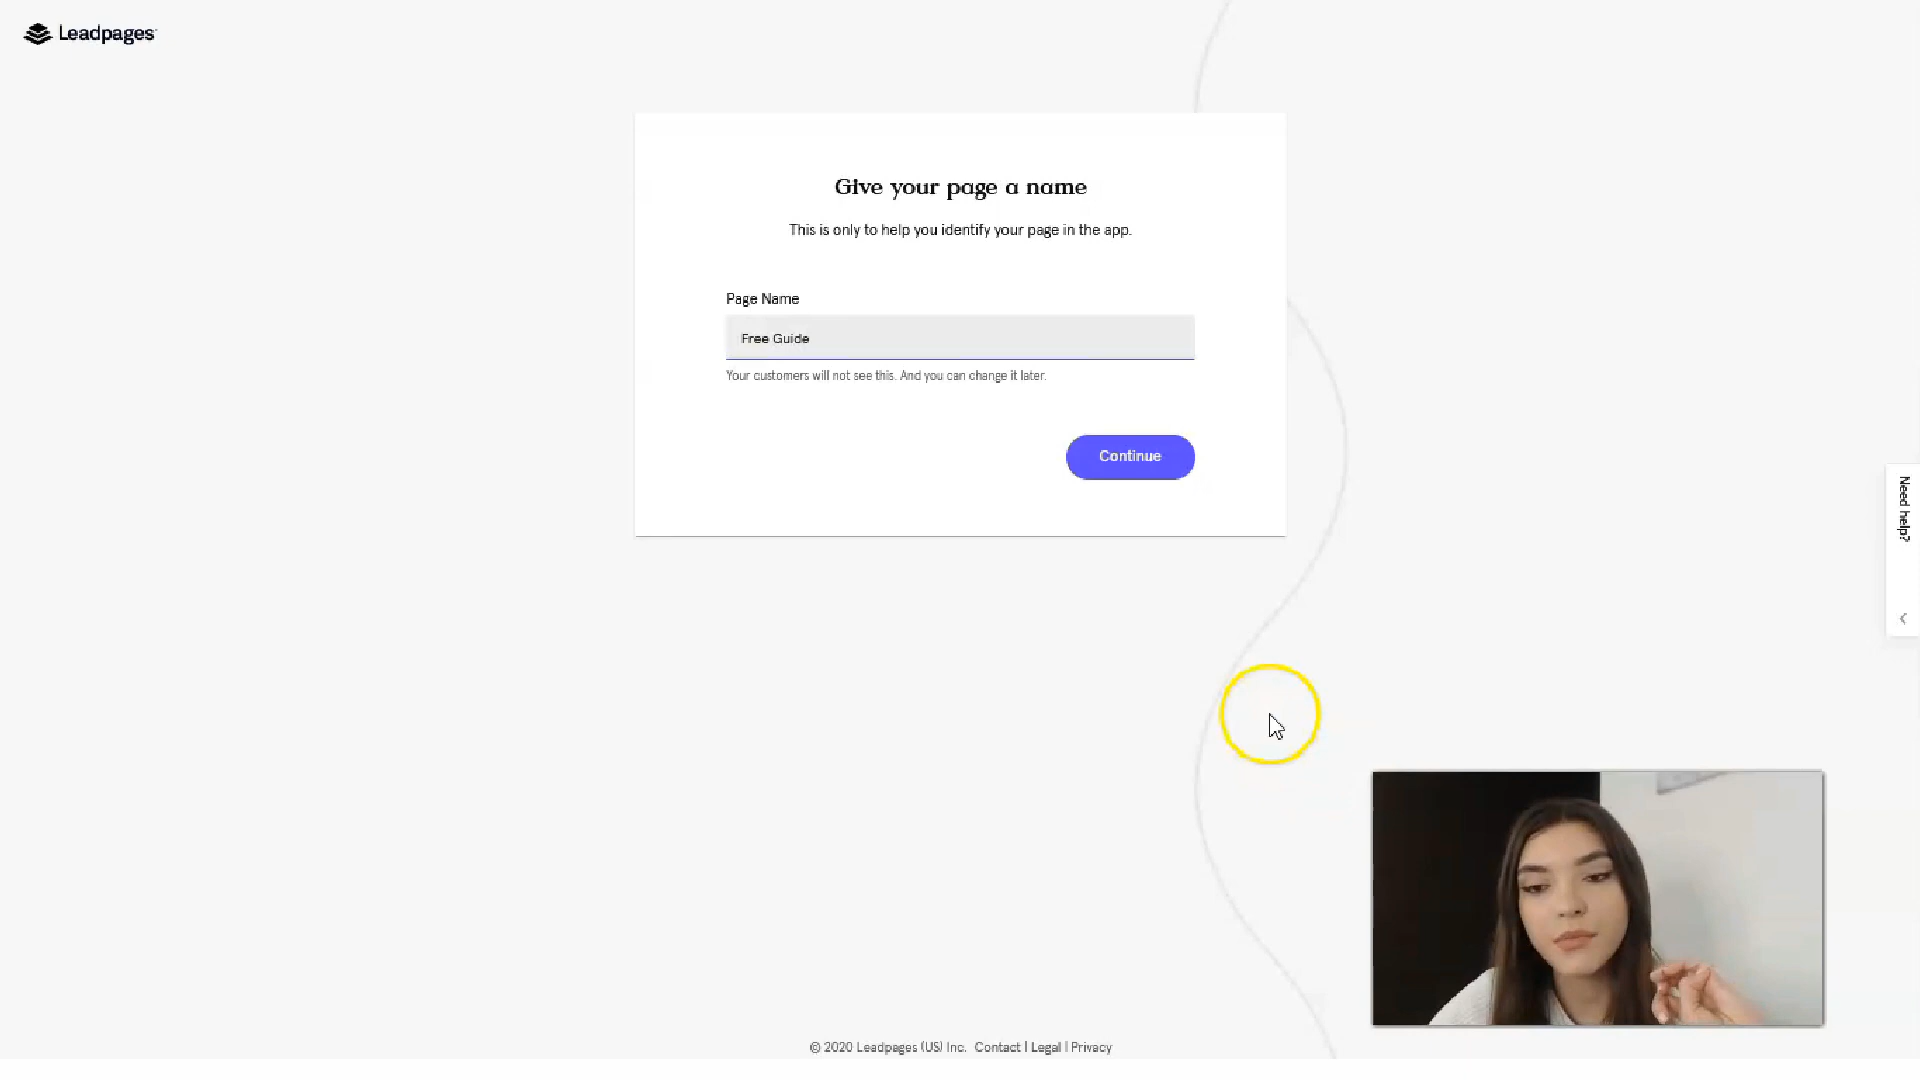 Leadpages
Give your page a name
This is only to help you identify your page in the app.
Page Name
Free Guide
Your customers will not see this. And you can change it later.
Continue
Need help?
© 2020 Leadpages (US) Inc. Contact | Legal | Privacy